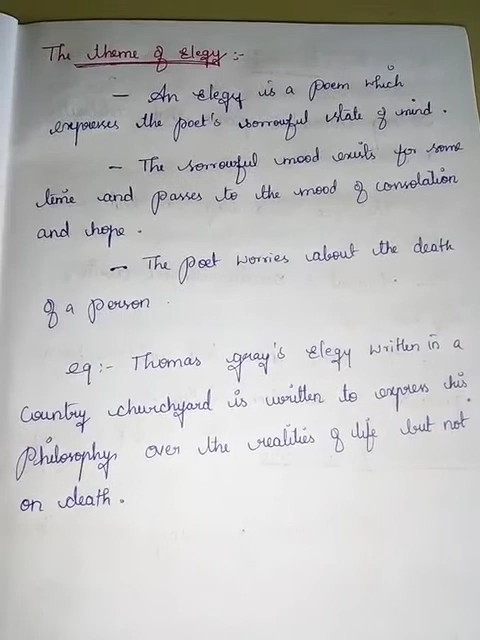 The theme of Elegy :-
- An Elegy is a poem which
expresses the poet's sorrowful state of mind.
- The sorrowful mood exists for some
time and passes to the mood of consolation
and hope.
- The poet worries about the death
of a person.
eg :- Thomas gray's Elegy written in a
Country churchyard is written to express his
philosophy over the realities of life but not
on death.